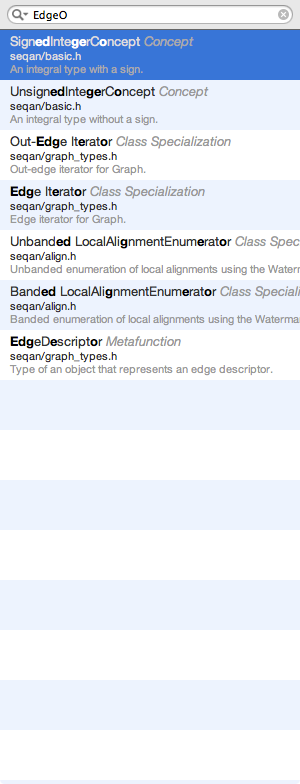 EdgeO
SignedIntegerConcept Concept
seqan/basic.h
An integral type with a sign.
UnsignedIntegerConcept Concept
seqan/basic.h
An integral type without a sign.
Out-Edge Iterator Class Specialization
seqan/graph_types.h
Out-edge iterator for Graph.
Edge Iterator Class Specialization
seqan/graph_types.h
Edge iterator for Graph.
Unbanded LocalAlignmentEnumerator Class Spec
seqan/align.h
Unbanded enumeration of local alignments using the Waterm
Banded LocalAlignmentEnumerator Class Speciali
seqan/align.h
Banded enumeration of local alignments using the Waterma
EdgeDescriptor Metafunction
seqan/graph_types.h
Type of an object that represents an edge descriptor.